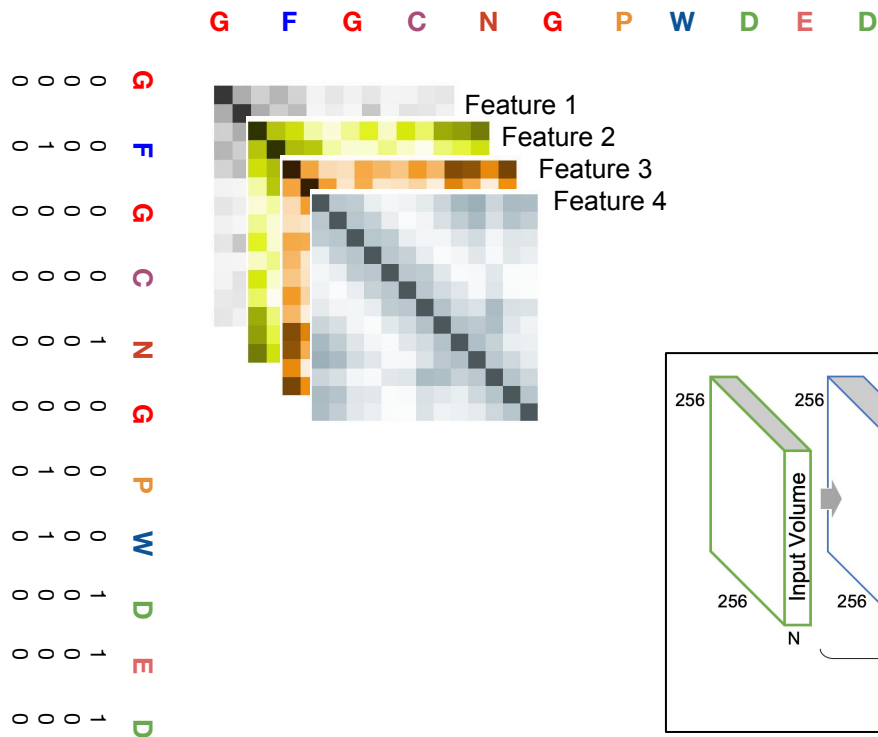 G F G C N G P W D E D
0 0 0 0 G
0 1 0 0 F
0 0 0 0 G
0 0 0 0 C
0 0 0 1 N
0 0 0 0 G
0 1 0 0 P
0 1 0 0 W
0 0 0 1 D
0 0 0 1 E
0 0 0 1 D
Feature 1
Feature 2
Feature 3
Feature 4
256
256
Input Volume
256
256
N